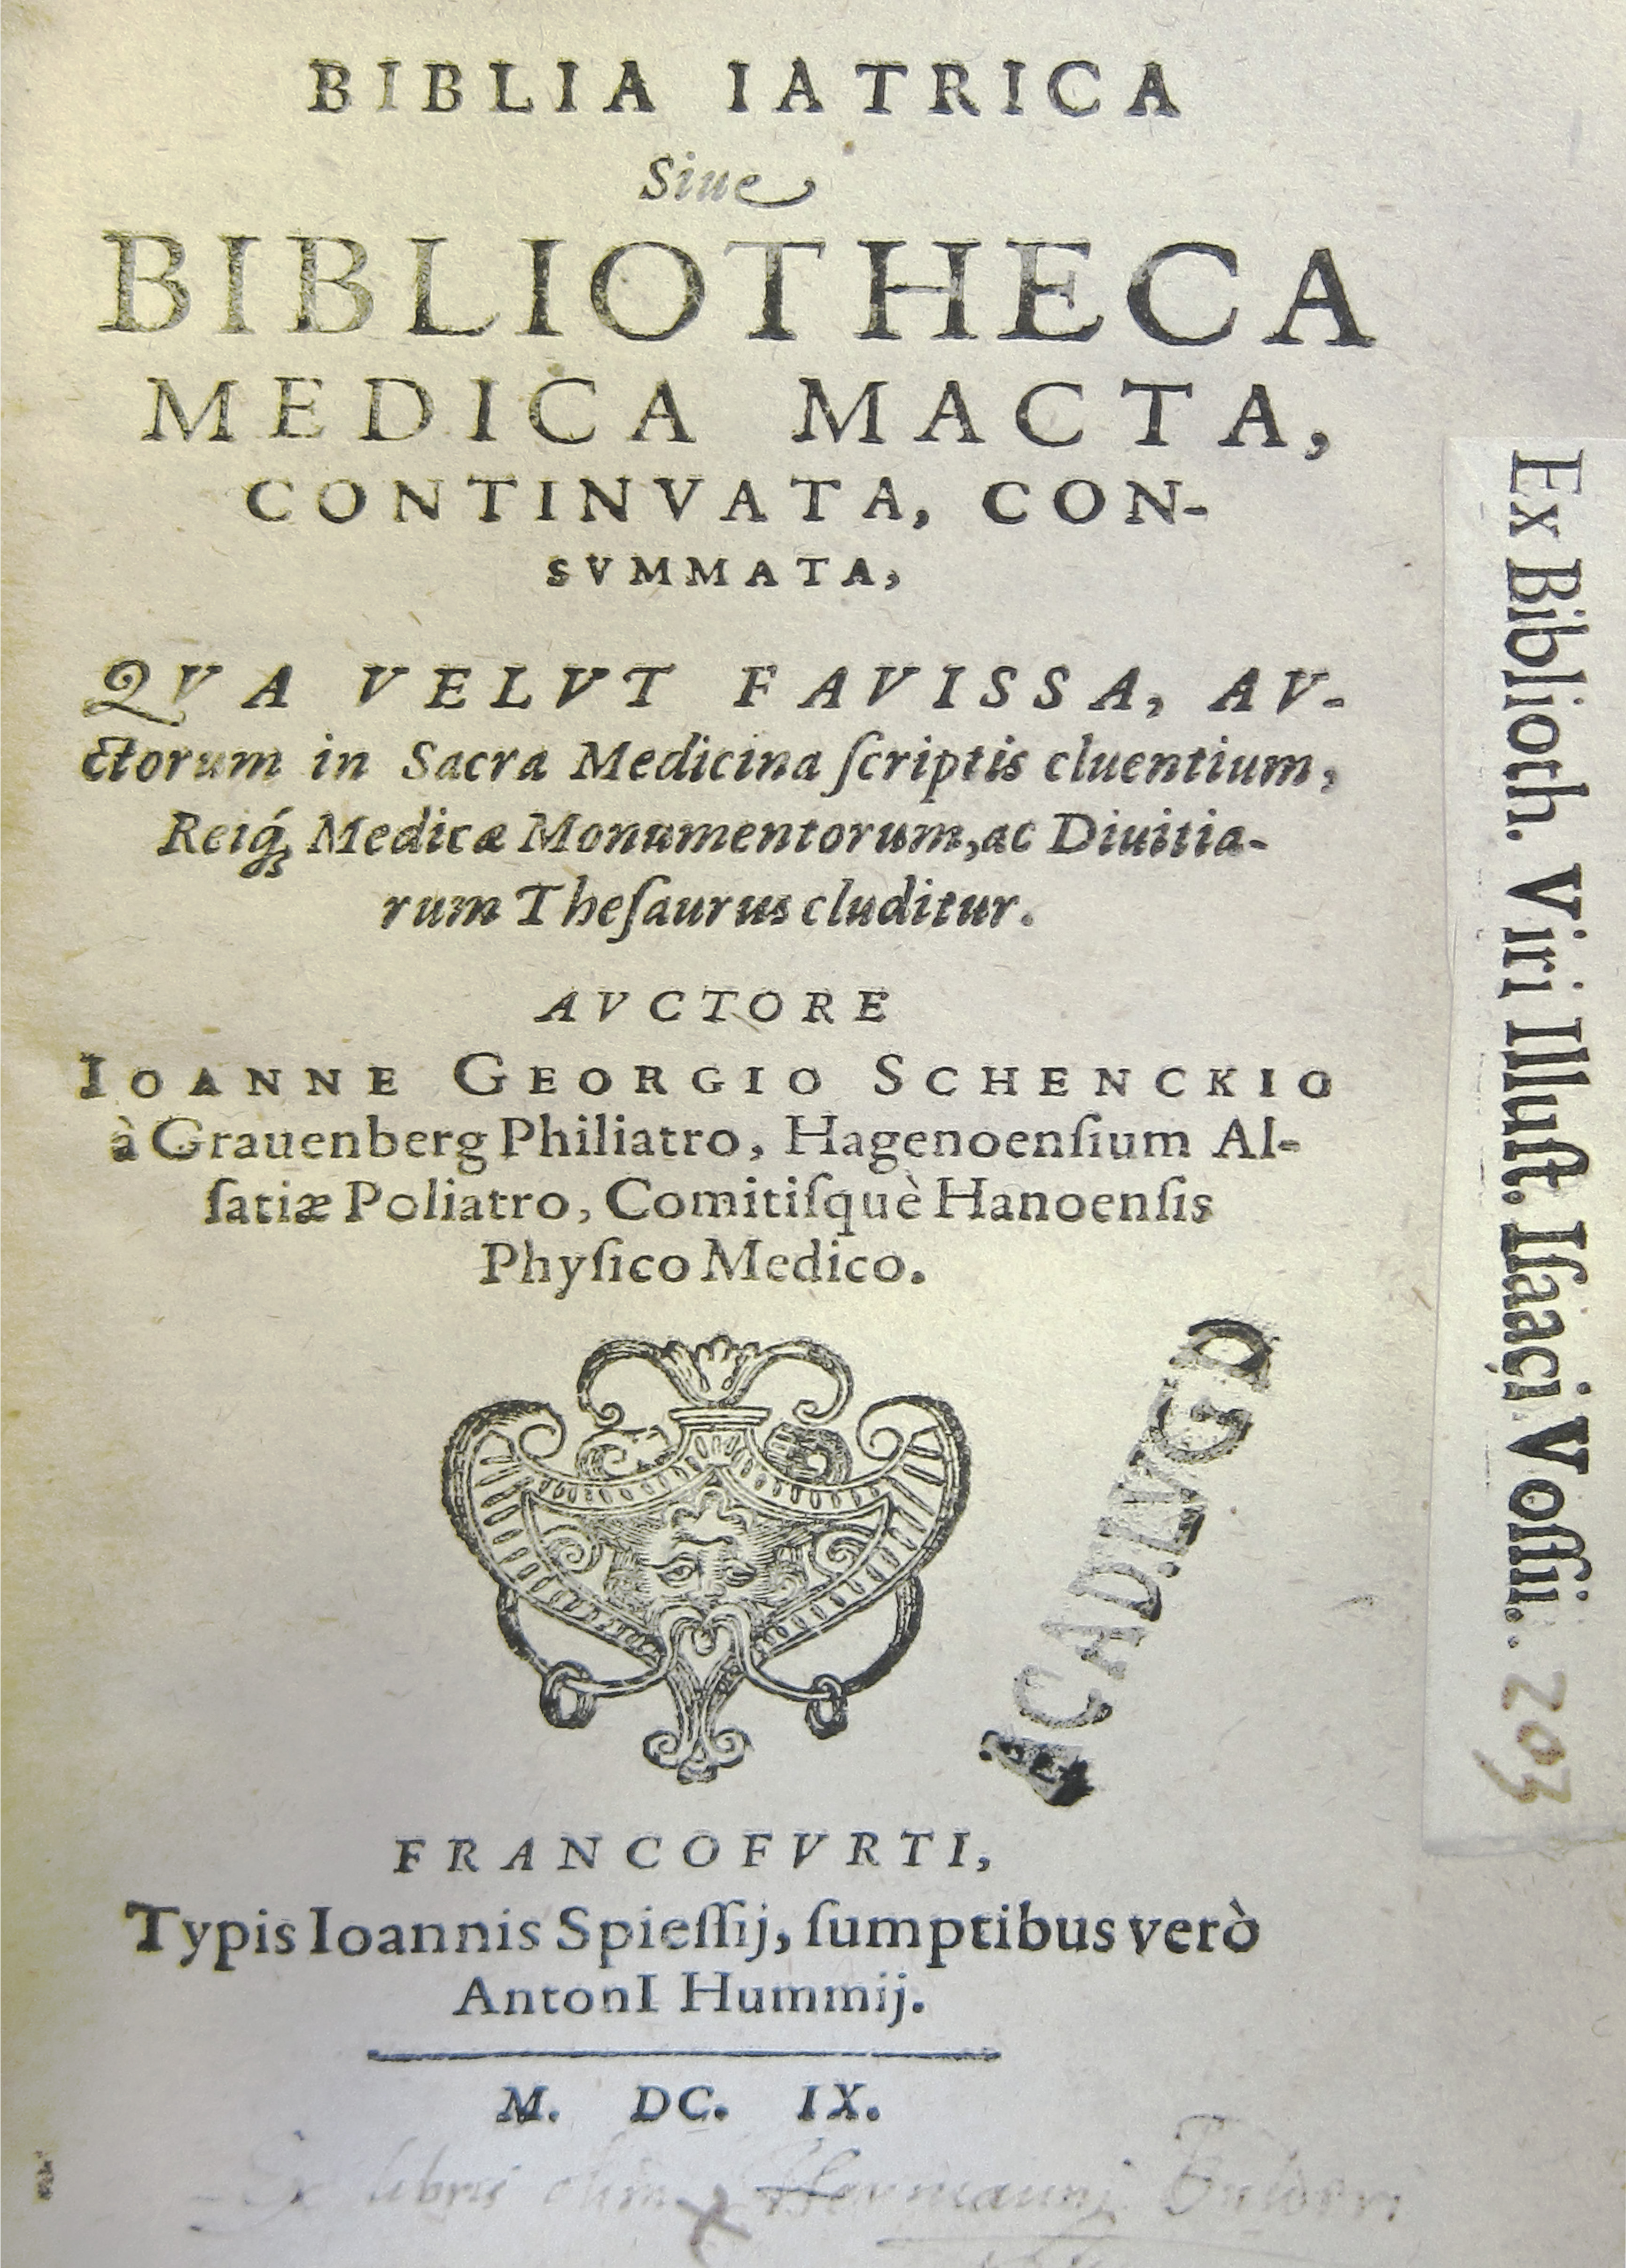 BIBLIA IATRICA
Siue
BIBLIOTHECA
MEDICA MACTA,
CONTINVATA, CON-
SVMMATA,
QVA VELVT FAVISSA, AV-
ctorum in Sacra Medicina ſcriptis cluentium,
Reiq́ꝫ Medicæ Monumentorum, ac Diuitia-
rum Theſaurus cluditur.
AVCTORE
IOANNE GEORGIO SCHENCKIO
à Grauenberg Philiatro, Hagenoenſium Al-
ſatiæ Poliatro, Comitiſquè Hanoenſis
Phyſico Medico.
ACAD. LVGD
FRANCOFVRTI,
Typis Ioannis Spieſſij, ſumptibus verò
AntonI Hummij.
M. DC. IX.
Ex libris olim
Ex Biblioth. Viri Illuſt. Iſaaci Voſſii. 203